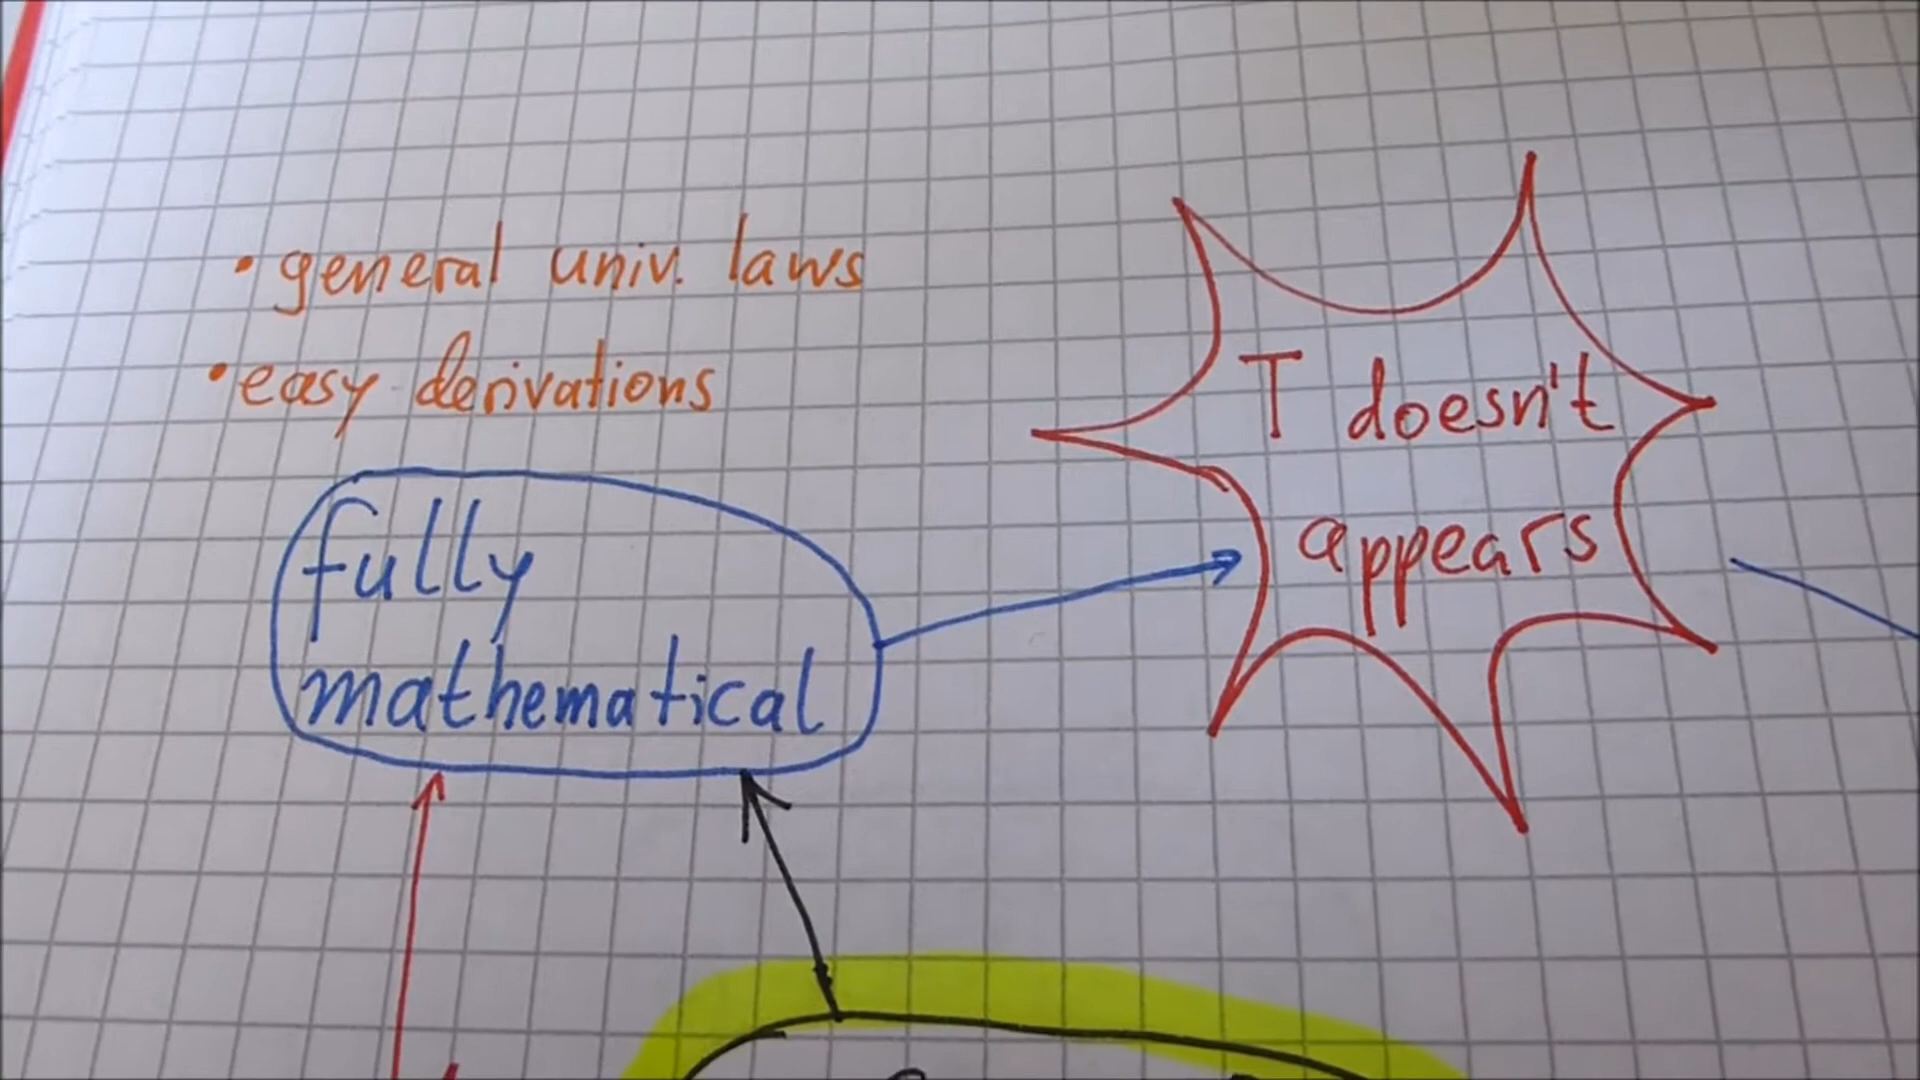 • general univ. laws
• easy derivations
fully
mathematical
T doesn't
appears